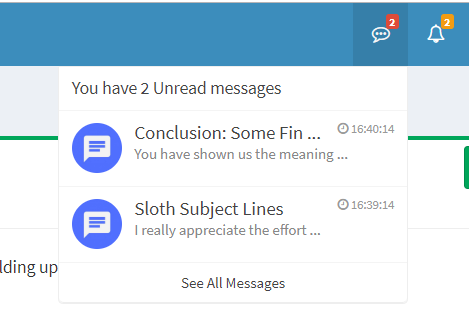 2
2
You have 2 Unread messages
Conclusion: Some Fin ... 16:40:14
You have shown us the meaning ...
Sloth Subject Lines 16:39:14
I really appreciate the effort ...
lding up
See All Messages